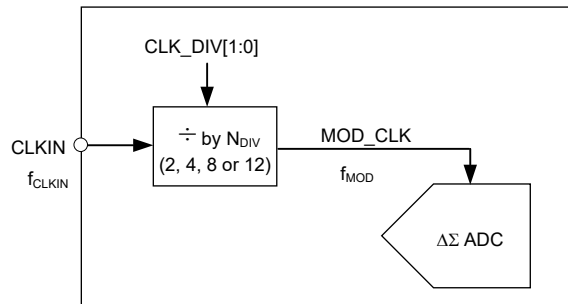 CLK_DIV[1:0]
÷ by NDIV
(2, 4, 8 or 12)
CLKIN
fCLKIN
MOD_CLK
fMOD
ΔΣ ADC